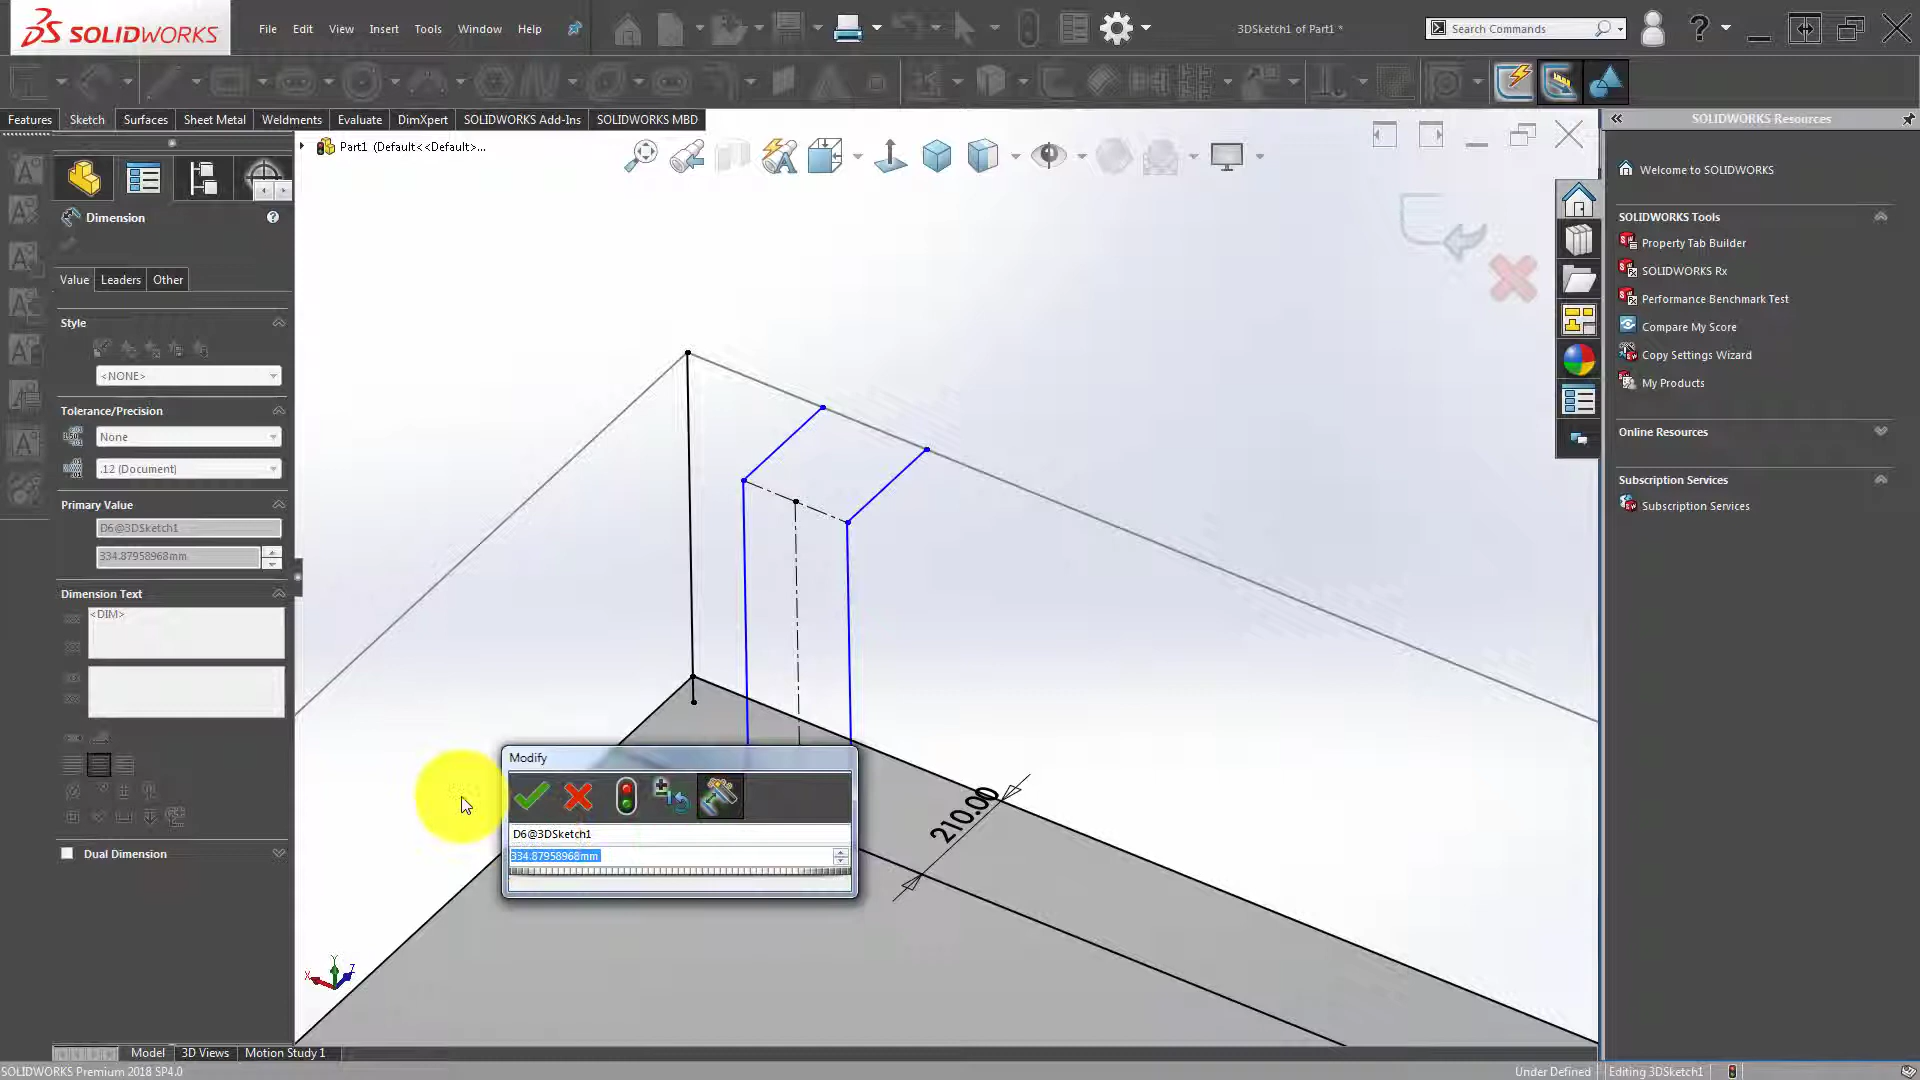 SOLIDWORKS
File Edit View Insert Tools Window Help
3DSketch1 of Part1 *
Search Commands
Features Sketch Surfaces Sheet Metal Weldments Evaluate DimXpert SOLIDWORKS Add-Ins SOLIDWORKS MBD
SOLIDWORKS Resources
Part1 (Default<<Default>...
Welcome to SOLIDWORKS
Dimension
SOLIDWORKS Tools
Property Tab Builder
SOLIDWORKS Rx
Performance Benchmark Test
Compare My Score
Copy Settings Wizard
My Products
Online Resources
Subscription Services
Subscription Services
Value Leaders Other
Style
<NONE>
Tolerance/Precision
None
.12 (Document)
Primary Value
D6@3DSketch1
334.87958968mm
Dimension Text
<DIM>
Dual Dimension
Modify
D6@3DSketch1
334.87958968mm
210.00
X Y Z
Model 3D Views Motion Study 1
SOLIDWORKS Premium 2018 SP4.0
Under Defined Editing 3DSketch1